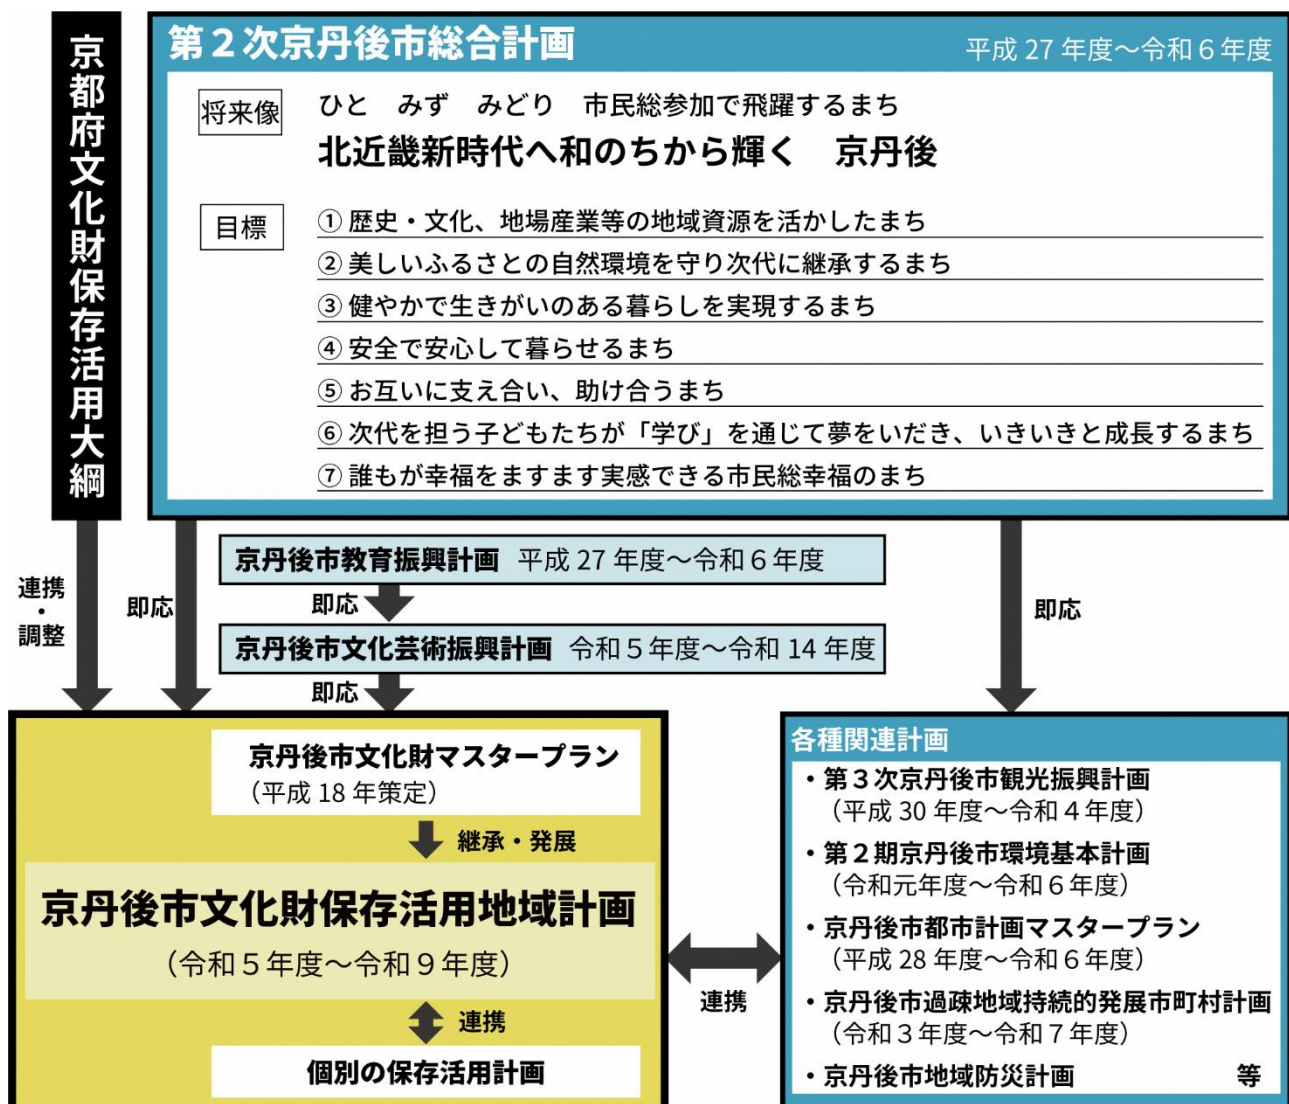 京都府文化財保存活用大綱
第２次京丹後市総合計画
平成 27 年度～令和６年度
将来像
ひと　みず　みどり　市民総参加で飛躍するまち
北近畿新時代へ和のちから輝く　京丹後
目標
① 歴史・文化、地場産業等の地域資源を活かしたまち
② 美しいふるさとの自然環境を守り次代に継承するまち
③ 健やかで生きがいのある暮らしを実現するまち
④ 安全で安心して暮らせるまち
⑤ お互いに支え合い、助け合うまち
⑥ 次代を担う子どもたちが「学び」を通じて夢をいだき、いきいきと成長するまち
⑦ 誰もが幸福をますます実感できる市民総幸福のまち
連携
・
調整
即応
京丹後市教育振興計画 平成 27 年度～令和６年度
即応
京丹後市文化芸術振興計画 令和５年度～令和 14 年度
即応
即応
京丹後市文化財マスタープラン
（平成 18 年策定）
継承・発展
京丹後市文化財保存活用地域計画
（令和５年度～令和９年度）
連携
個別の保存活用計画
連携
各種関連計画
・第３次京丹後市観光振興計画
（平成 30 年度～令和４年度）
・第２期京丹後市環境基本計画
（令和元年度～令和６年度）
・京丹後市都市計画マスタープラン
（平成 28 年度～令和６年度）
・京丹後市過疎地域持続的発展市町村計画
（令和３年度～令和７年度）
・京丹後市地域防災計画　等